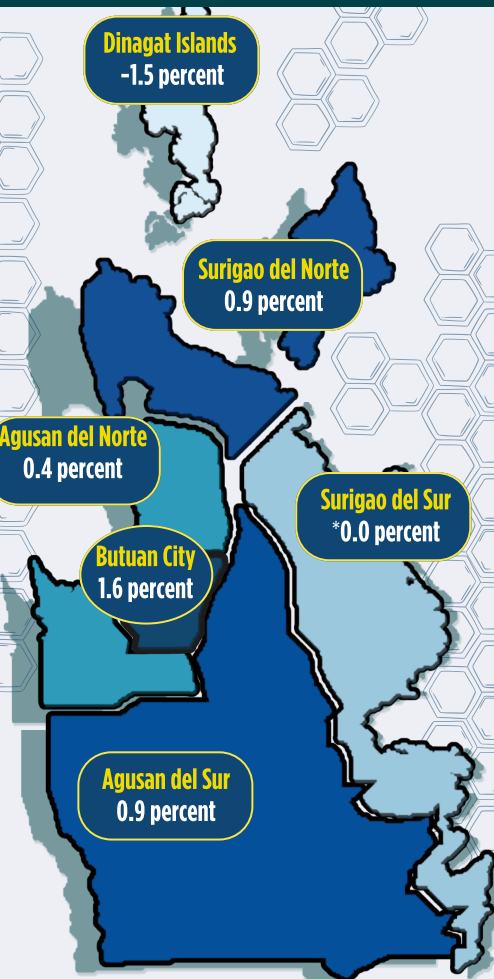 Dinagat Islands
-1.5 percent
Surigao del Norte
0.9 percent
Agusan del Norte
0.4 percent
Surigao del Sur
*0.0 percent
Butuan City
1.6 percent
Agusan del Sur
0.9 percent